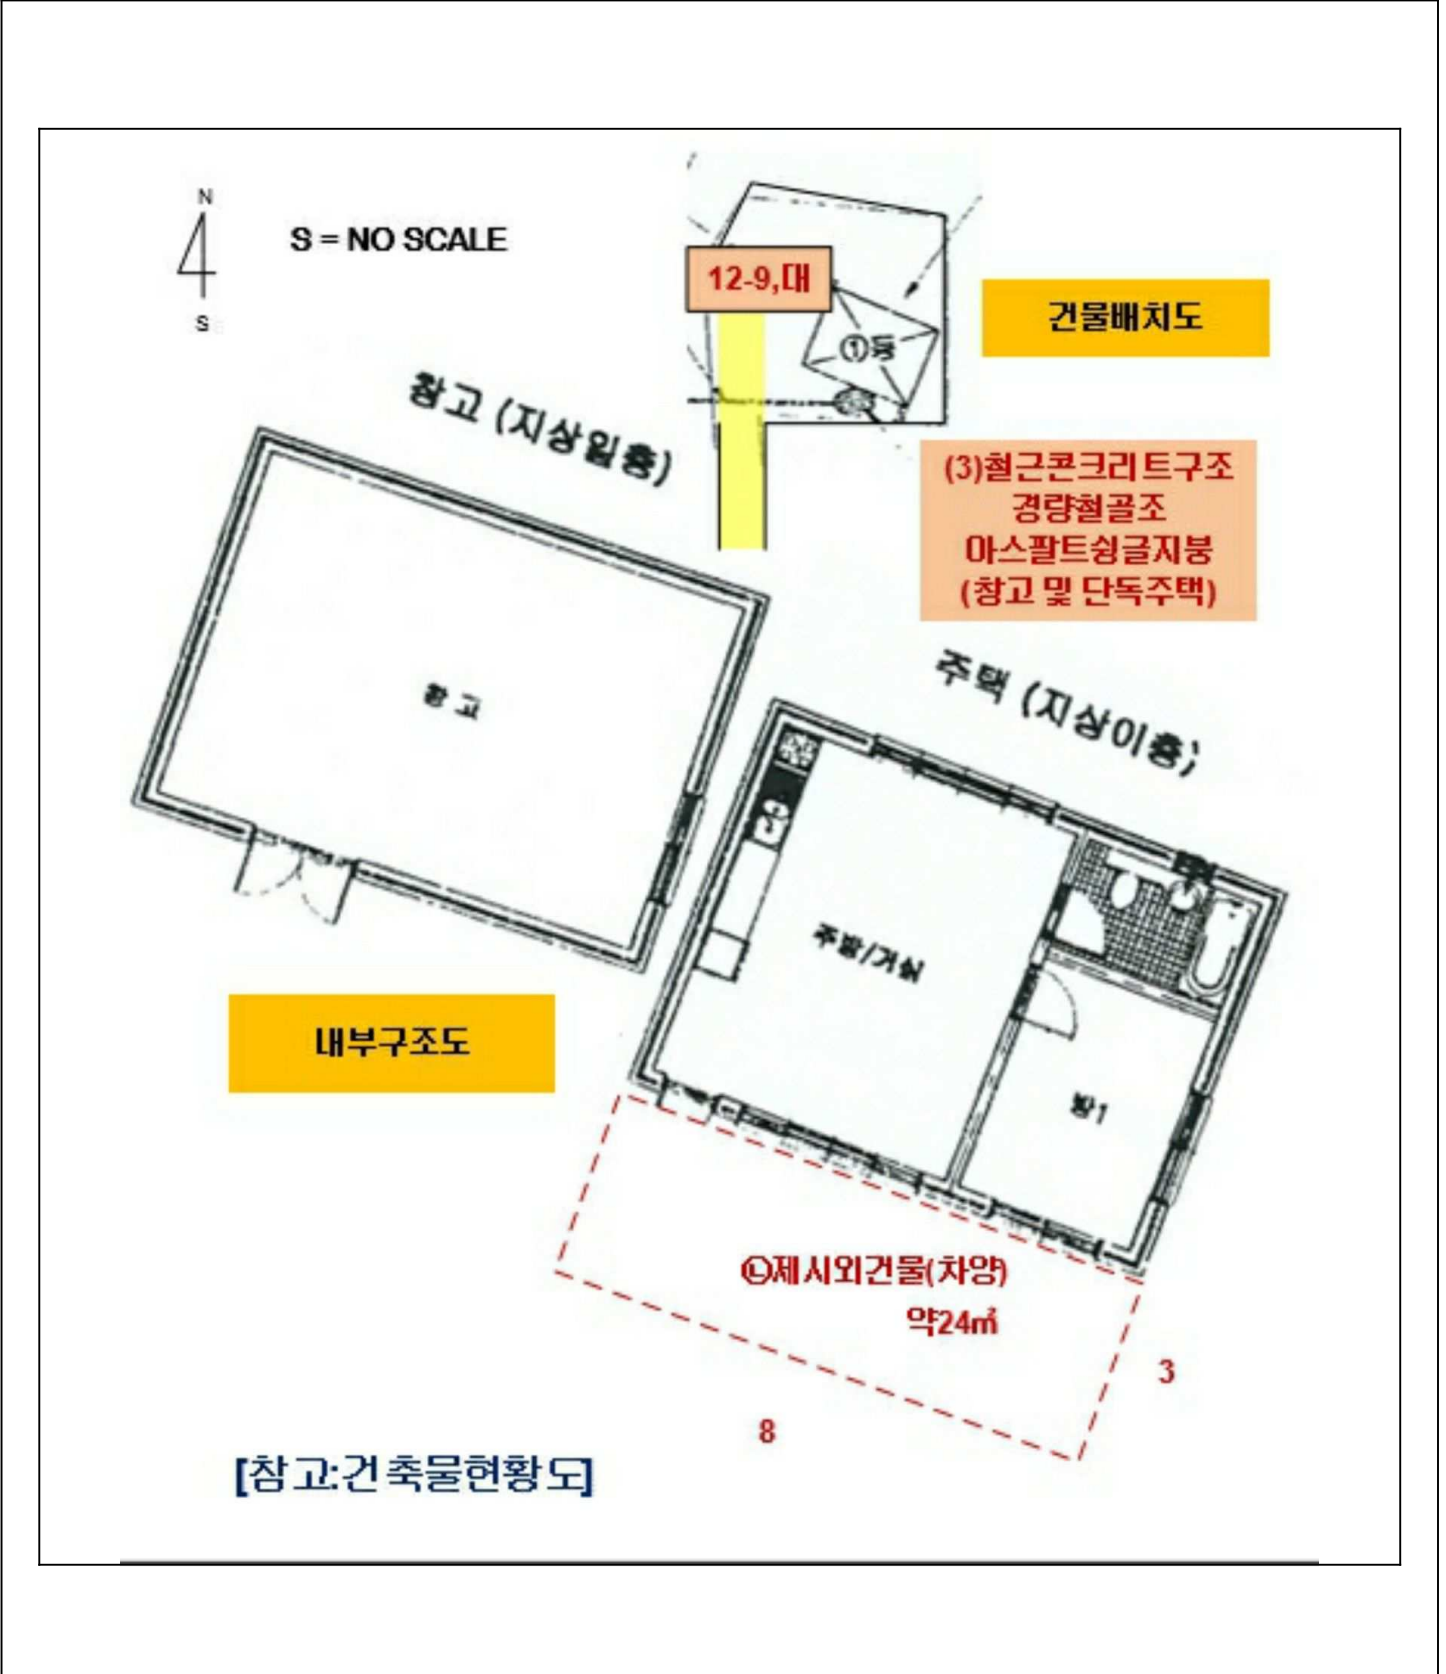 N
S = NO SCALE
S
12-9,대
건물배치도
①동
창고 (지상일층)
(3)철근콘크리트구조
경량철골조
아스팔트슁글지붕
(창고 및 단독주택)
주택 (지상이층)
창고
주방/거실
내부구조도
방1
㉡제시외건물(차양)
약24㎡
3
8
[참고:건축물현황도]